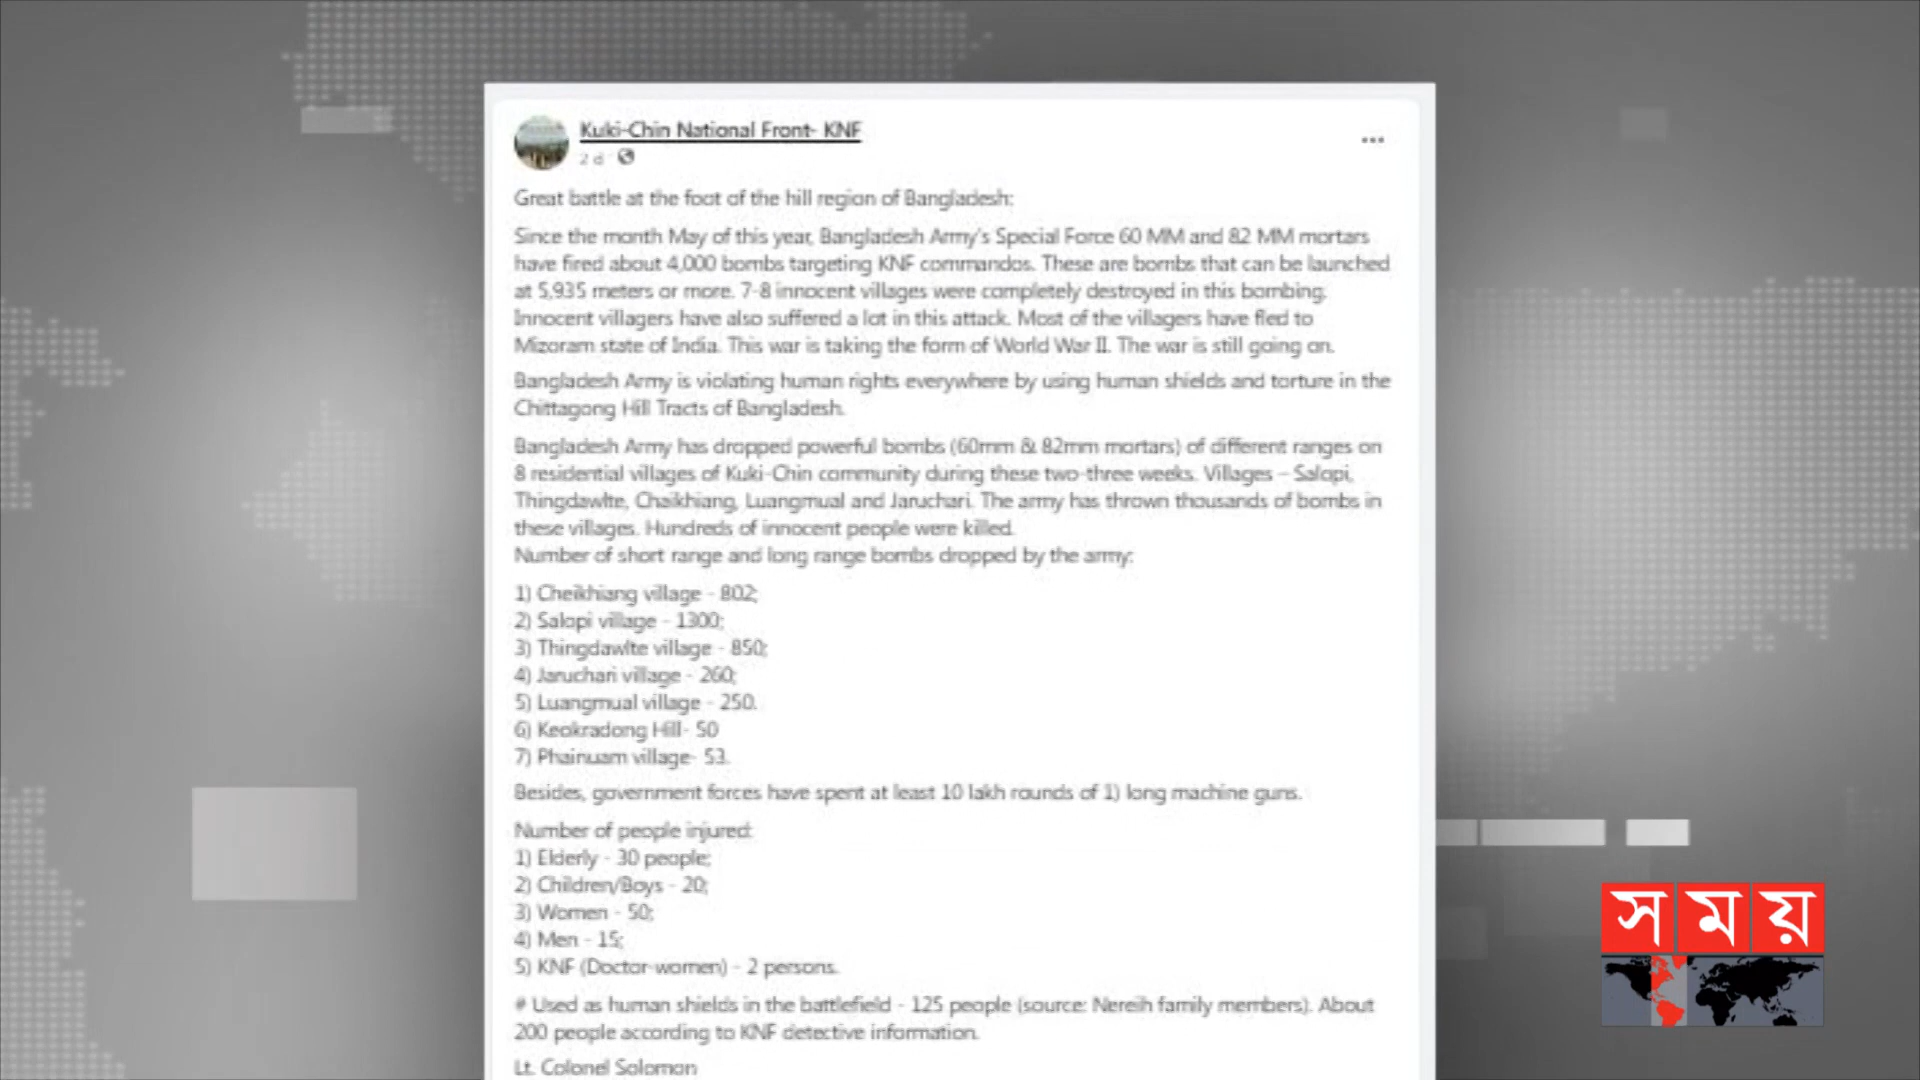 Kuki-Chin National Front- KNF
2 d
Great battle at the foot of the hill region of Bangladesh:
Since the month May of this year, Bangladesh Army's Special Force 60 MM and 82 MM mortars
have fired about 4,000 bombs targeting KNF commandos. These are bombs that can be launched
at 5,935 meters or more. 7-8 innocent villages were completely destroyed in this bombing.
Innocent villagers have also suffered a lot in this attack. Most of the villagers have fled to
Mizoram state of India. This war is taking the form of World War II. The war is still going on.
Bangladesh Army is violating human rights everywhere by using human shields and torture in the
Chittagong Hill Tracts of Bangladesh.
Bangladesh Army has dropped powerful bombs (60mm & 82mm mortars) of different ranges on
8 residential villages of Kuki-Chin community during these two-three weeks. Villages – Salopi,
Thingdawlte, Chaikhiang, Luangmual and Jaruchari. The army has thrown thousands of bombs in
these villages. Hundreds of innocent people were killed.
Number of short range and long range bombs dropped by the army:
1) Cheikhiang village - 802;
2) Salopi village - 1300;
3) Thingdawlte village - 850;
4) Jaruchari village - 260;
5) Luangmual village - 250.
6) Keokradong Hill- 50
7) Phainuam village- 53.
Besides, government forces have spent at least 10 lakh rounds of 1) long machine guns.
Number of people injured:
1) Elderly - 30 people;
2) Children/Boys - 20;
3) Women - 50;
4) Men - 15;
5) KNF (Doctor-women) - 2 persons.
# Used as human shields in the battlefield - 125 people (source: Nereih family members). About
200 people according to KNF detective information.
Lt. Colonel Solomon
সময়